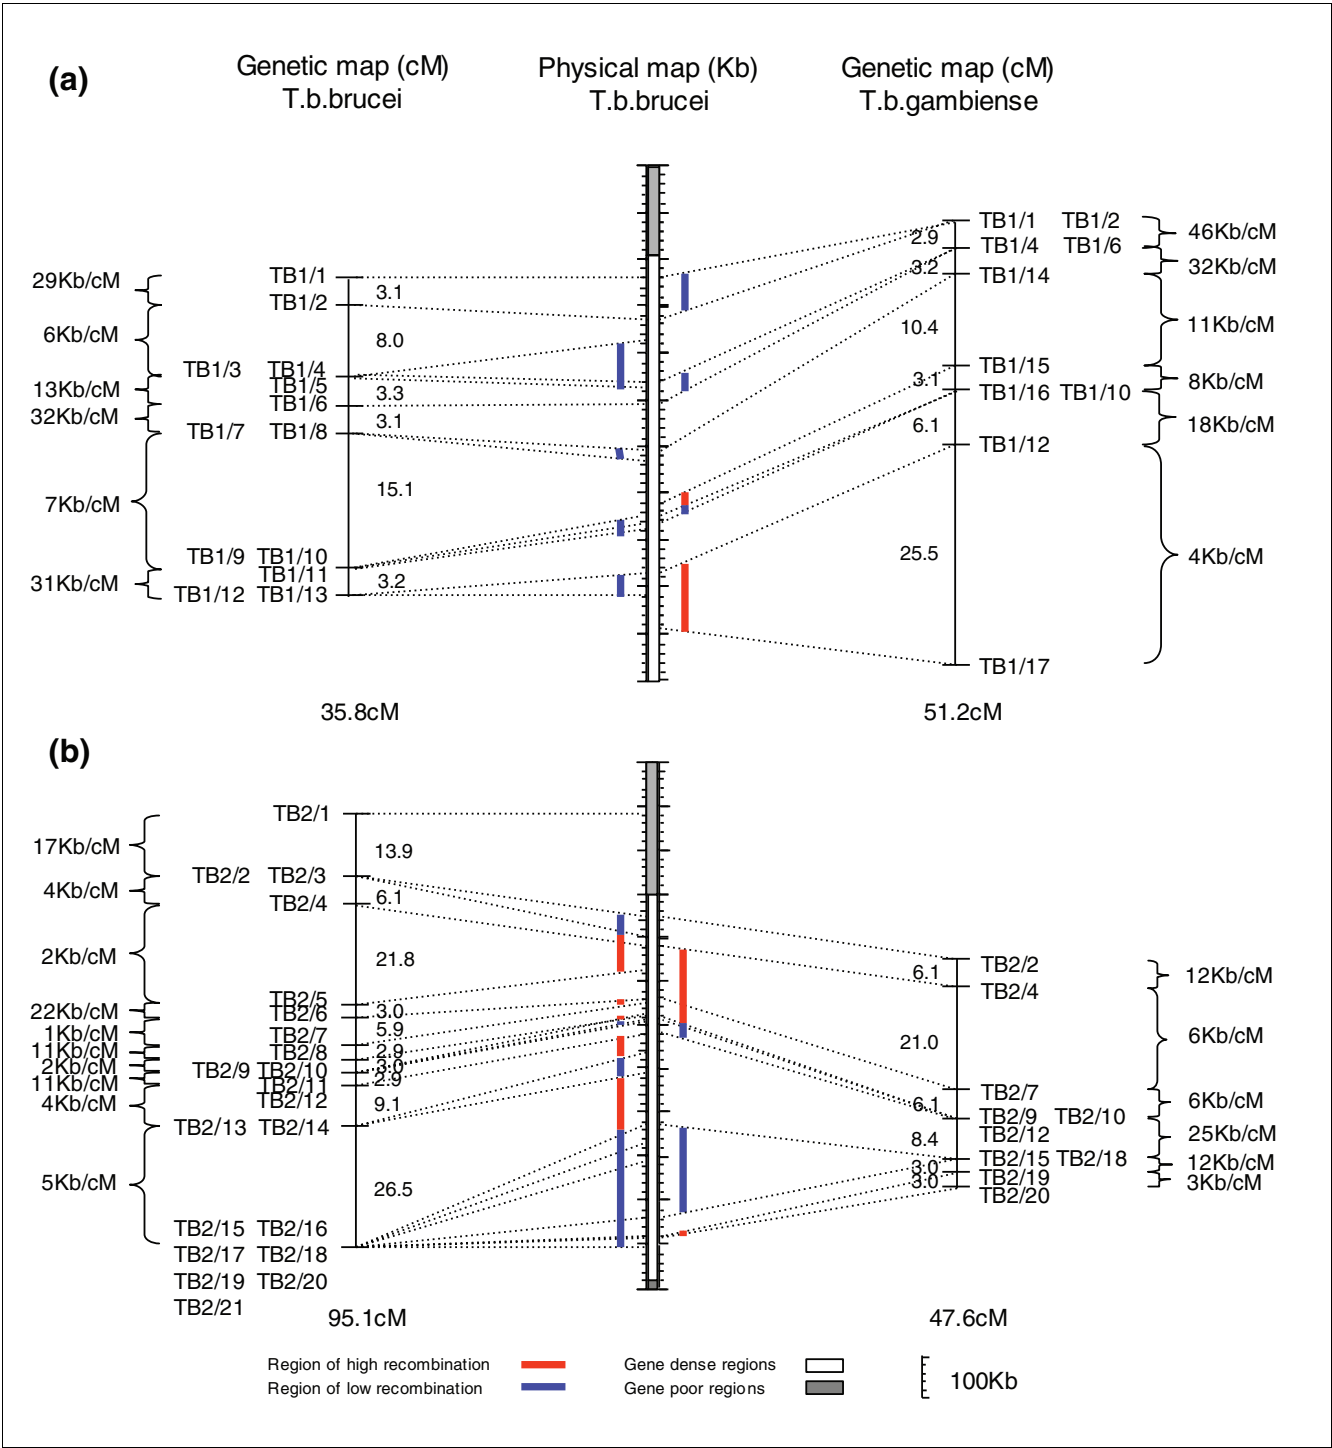 (a)
Genetic map (cM)
T.b.brucei
Physical map (Kb)
T.b.brucei
Genetic map (cM)
T.b.gambiense
29Kb/cM
6Kb/cM
13Kb/cM
32Kb/cM
7Kb/cM
31Kb/cM
TB1/1
TB1/2
TB1/3 TB1/4
TB1/5
TB1/6
TB1/7 TB1/8
TB1/9 TB1/10
TB1/11
TB1/12 TB1/13
3.1
8.0
3.3
3.1
15.1
3.2
35.8cM
2.9
3.2
10.4
3.1
6.1
25.5
TB1/1 TB1/2
TB1/4 TB1/6
TB1/14
TB1/15
TB1/16 TB1/10
TB1/12
TB1/17
46Kb/cM
32Kb/cM
11Kb/cM
8Kb/cM
18Kb/cM
4Kb/cM
51.2cM
(b)
17Kb/cM
4Kb/cM
2Kb/cM
22Kb/cM
1Kb/cM
11Kb/cM
2Kb/cM
11Kb/cM
4Kb/cM
5Kb/cM
TB2/1
TB2/2 TB2/3
TB2/4
TB2/5
TB2/6
TB2/7
TB2/8
TB2/9 TB2/10
TB2/11
TB2/12
TB2/13 TB2/14
TB2/15 TB2/16
TB2/17 TB2/18
TB2/19 TB2/20
TB2/21
13.9
6.1
21.8
3.0
5.9
2.9
3.0
2.9
9.1
26.5
95.1cM
6.1
21.0
6.1
8.4
3.0
3.0
TB2/2
TB2/4
TB2/7
TB2/9 TB2/10
TB2/12
TB2/15 TB2/18
TB2/19
TB2/20
12Kb/cM
6Kb/cM
6Kb/cM
25Kb/cM
12Kb/cM
3Kb/cM
47.6cM
Region of high recombination
Region of low recombination
Gene dense regions
Gene poor regions
100Kb